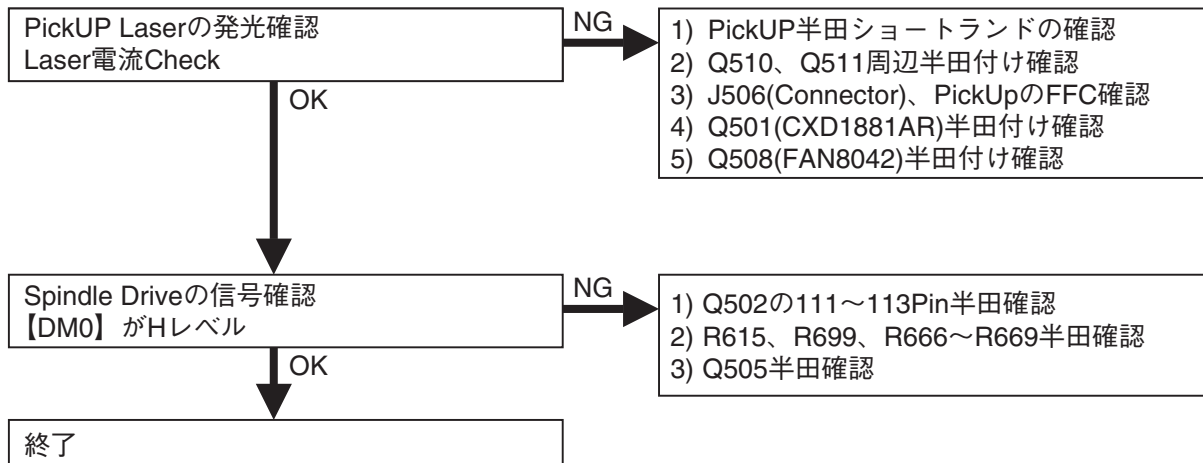 PickUP Laserの発光確認
Laser電流Check
NG
1) PickUP半田ショートランドの確認
2) Q510、Q511周辺半田付け確認
3) J506(Connector)、PickUpのFFC確認
4) Q501(CXD1881AR)半田付け確認
5) Q508(FAN8042)半田付け確認
OK
Spindle Driveの信号確認
【DM0】がHレベル
NG
1) Q502の111～113Pin半田確認
2) R615、R699、R666～R669半田確認
3) Q505半田確認
OK
終了